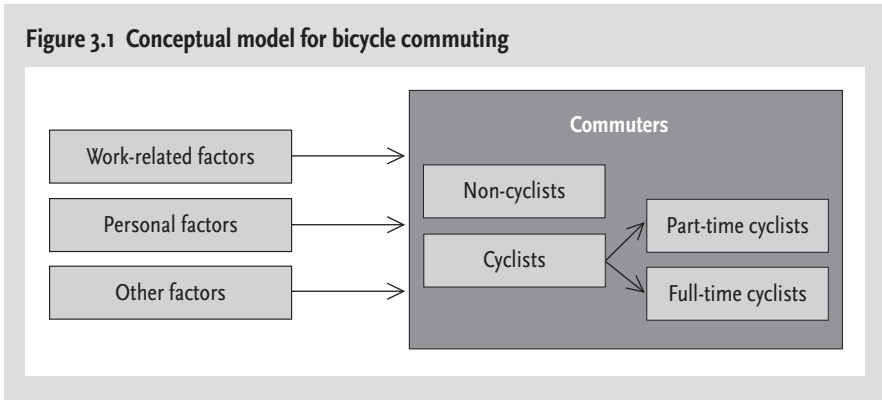 Figure 3.1 Conceptual model for bicycle commuting
Commuters
Work-related factors
Personal factors
Other factors
Non-cyclists
Cyclists
Part-time cyclists
Full-time cyclists